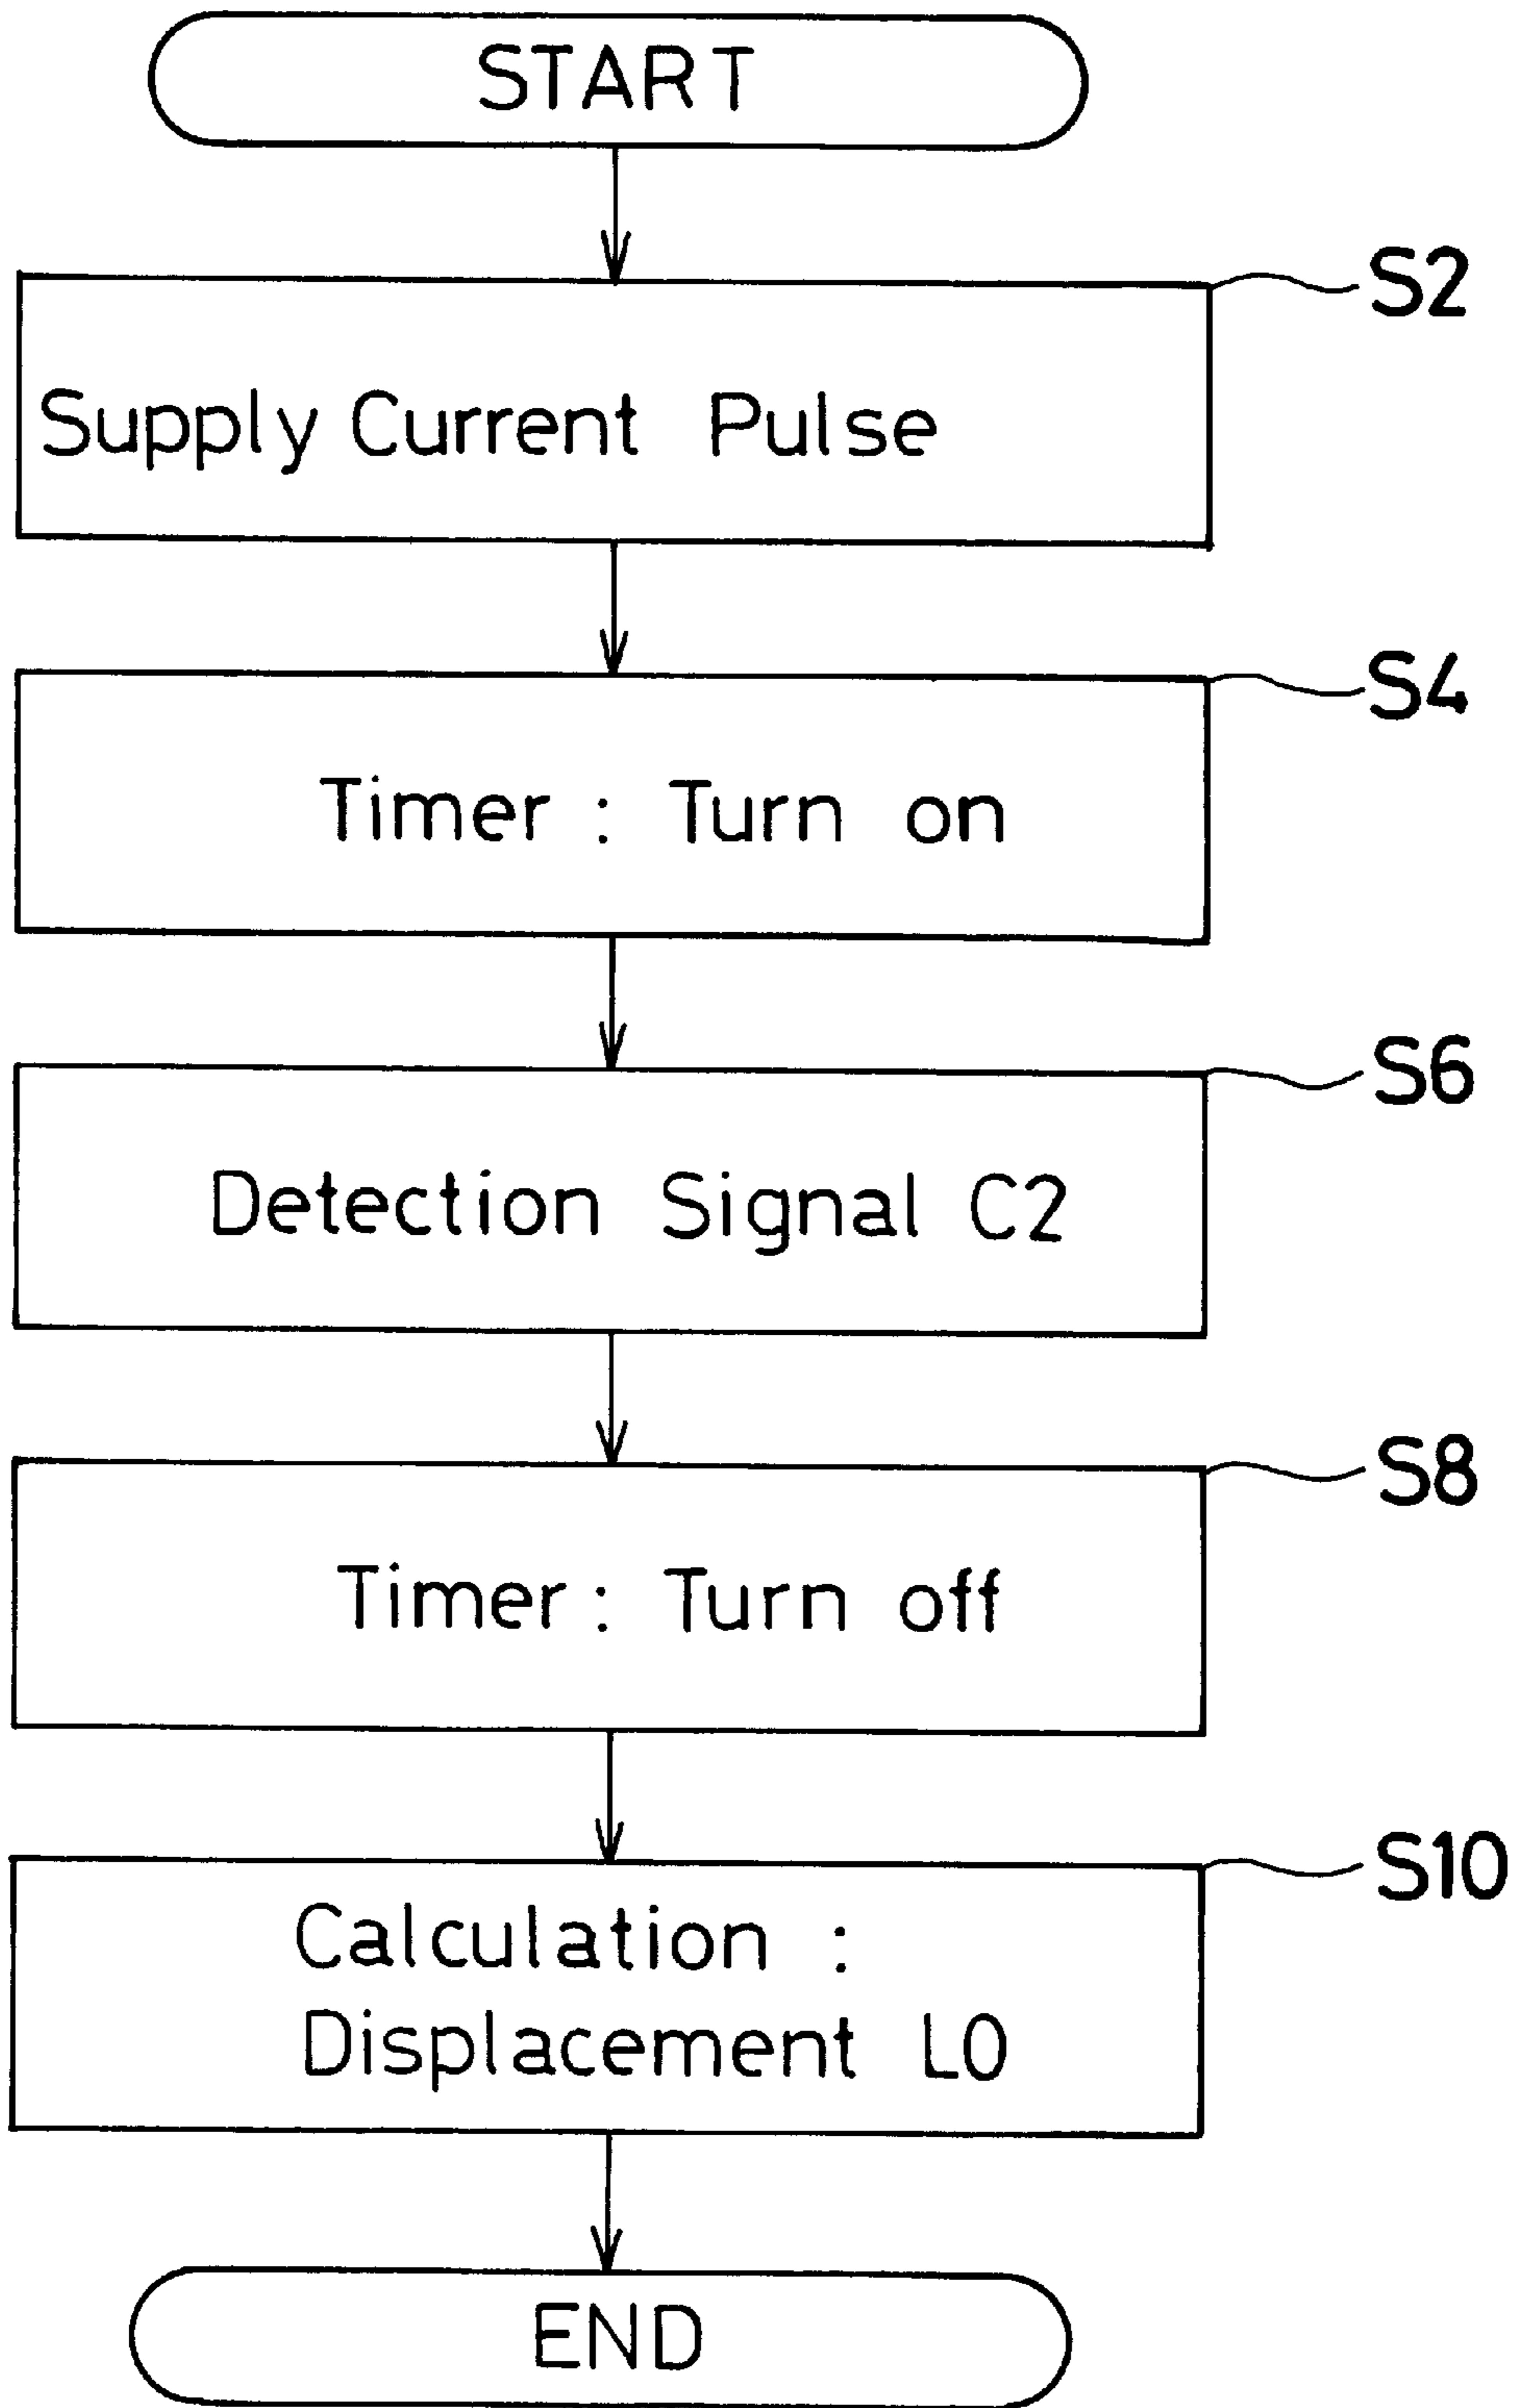 START
S2
Supply Current Pulse
S4
Timer : Turn on
S6
Detection Signal C2
S8
Timer : Turn off
S10
Calculation :
Displacement L0
END